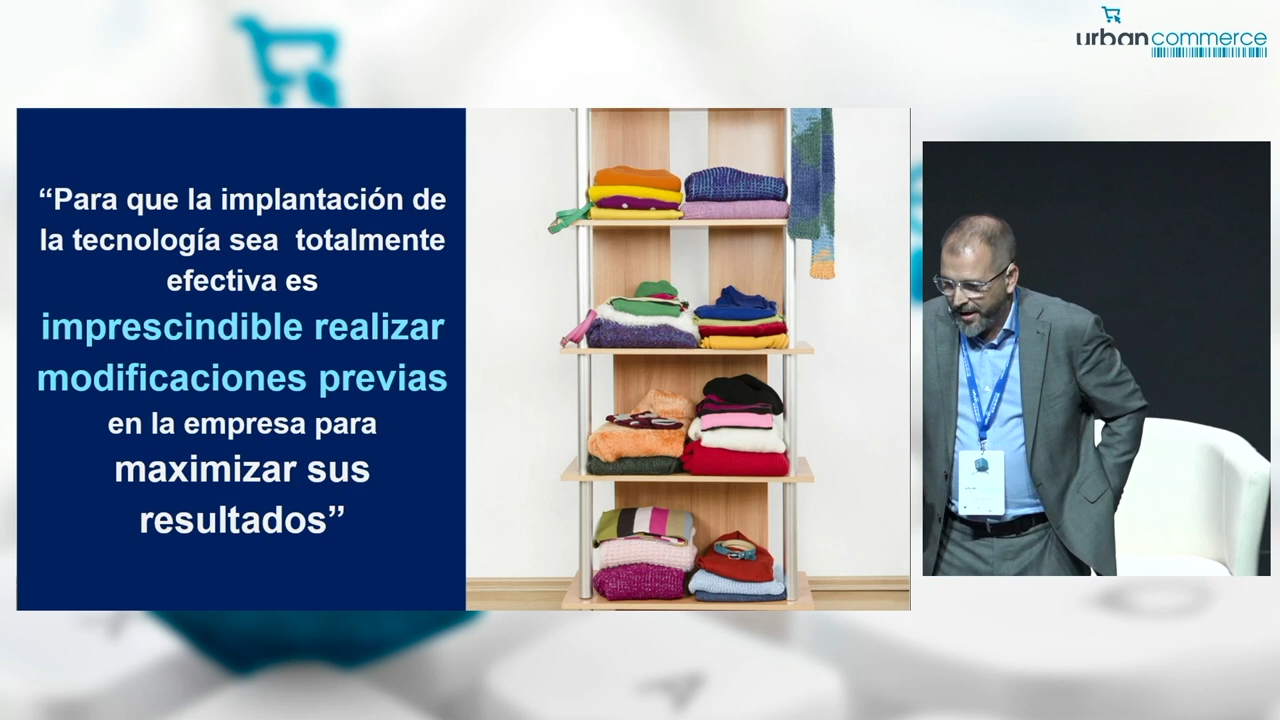 urbancommerce
“Para que la implantación de
la tecnología sea totalmente
efectiva es
imprescindible realizar
modificaciones previas
en la empresa para
maximizar sus
resultados”